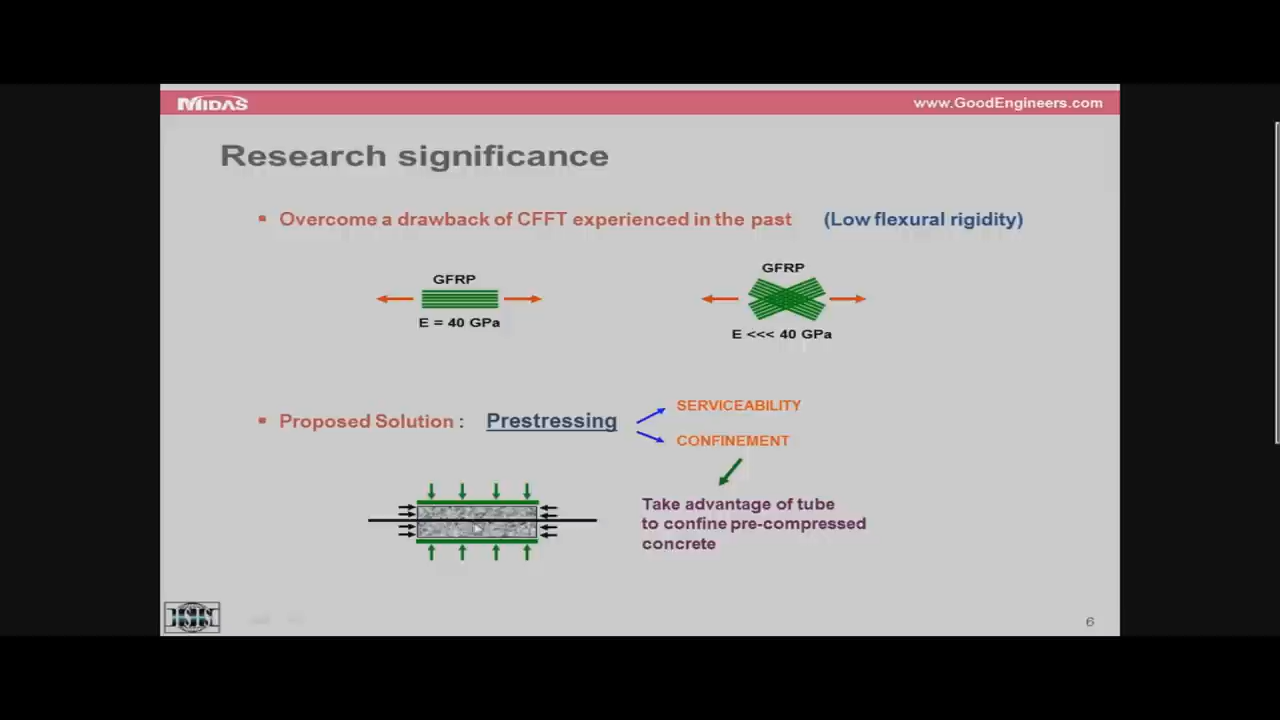 MIDAS
www.GoodEngineers.com
Research significance
Overcome a drawback of CFFT experienced in the past (Low flexural rigidity)
GFRP
E = 40 GPa
GFRP
E <<< 40 GPa
Proposed Solution : Prestressing
SERVICEABILITY
CONFINEMENT
Take advantage of tube
to confine pre-compressed
concrete
ISIS
6